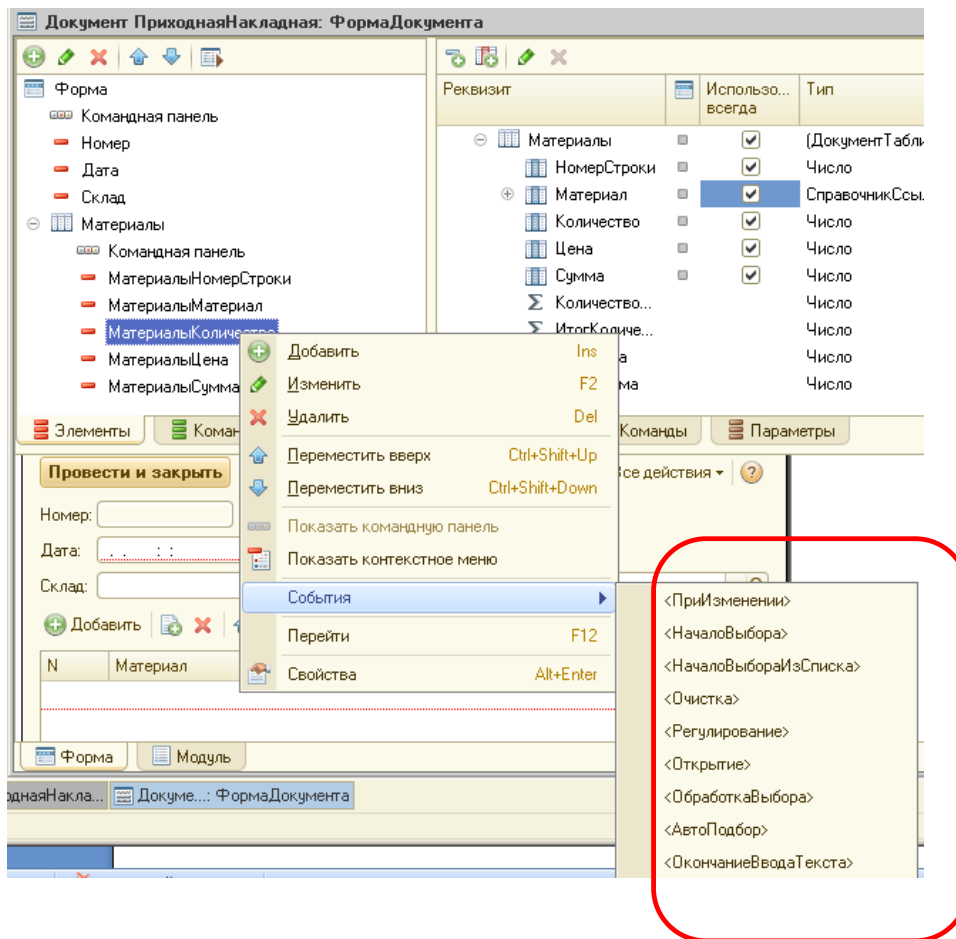 Документ ПриходнаяНакладная: ФормаДокумента
Форма
Командная панель
Номер
Дата
Склад
Материалы
Командная панель
МатериалыНомерСтроки
МатериалыМатериал
МатериалыКоличество
МатериалыЦена
МатериалыСумма
Элементы
Коман
Реквизит
Использо... всегда
Тип
Материалы
(ДокументТабли
НомерСтроки
Число
Материал
СправочникСсы.
Количество
Число
Цена
Число
Сумма
Число
Количество...
Число
ИтогКоличе...
Число
а
Число
ма
Число
Команды
Параметры
Добавить Ins
Изменить F2
Удалить Del
Переместить вверх Ctrl+Shift+Up
Переместить вниз Ctrl+Shift+Down
Показать командную панель
Показать контекстное меню
События
Перейти F12
Свойства Alt+Enter
<ПриИзменении>
<НачалоВыбора>
<НачалоВыбораИзСписка>
<Очистка>
<Регулирование>
<Открытие>
<ОбработкаВыбора>
<АвтоПодбор>
<ОкончаниеВводаТекста>
Провести и закрыть
се действия
Номер:
Дата: . . : :
Склад:
Добавить
N Материал
Форма
Модуль
однаяНакла...
Докуме...: ФормаДокумента